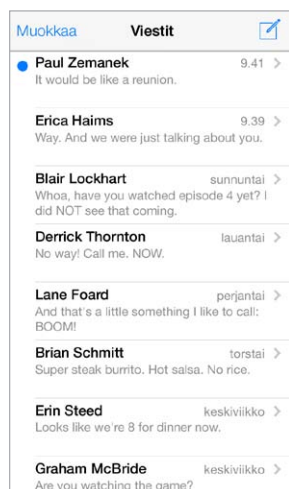 Muokkaa Viestit
Paul Zemanek 9.41
It would be like a reunion.
Erica Haims 9.39
Way. And we were just talking about you.
Blair Lockhart sunnuntai
Whoa, have you watched episode 4 yet? I
did NOT see that coming.
Derrick Thornton lauantai
No way! Call me. NOW.
Lane Foard perjantai
And that's a little something I like to call:
BOOM!
Brian Schmitt torstai
Super steak burrito. Hot salsa. No rice.
Erin Steed keskiviikko
Looks like we're 8 for dinner now.
Graham McBride keskiviikko
Are you watching the game?